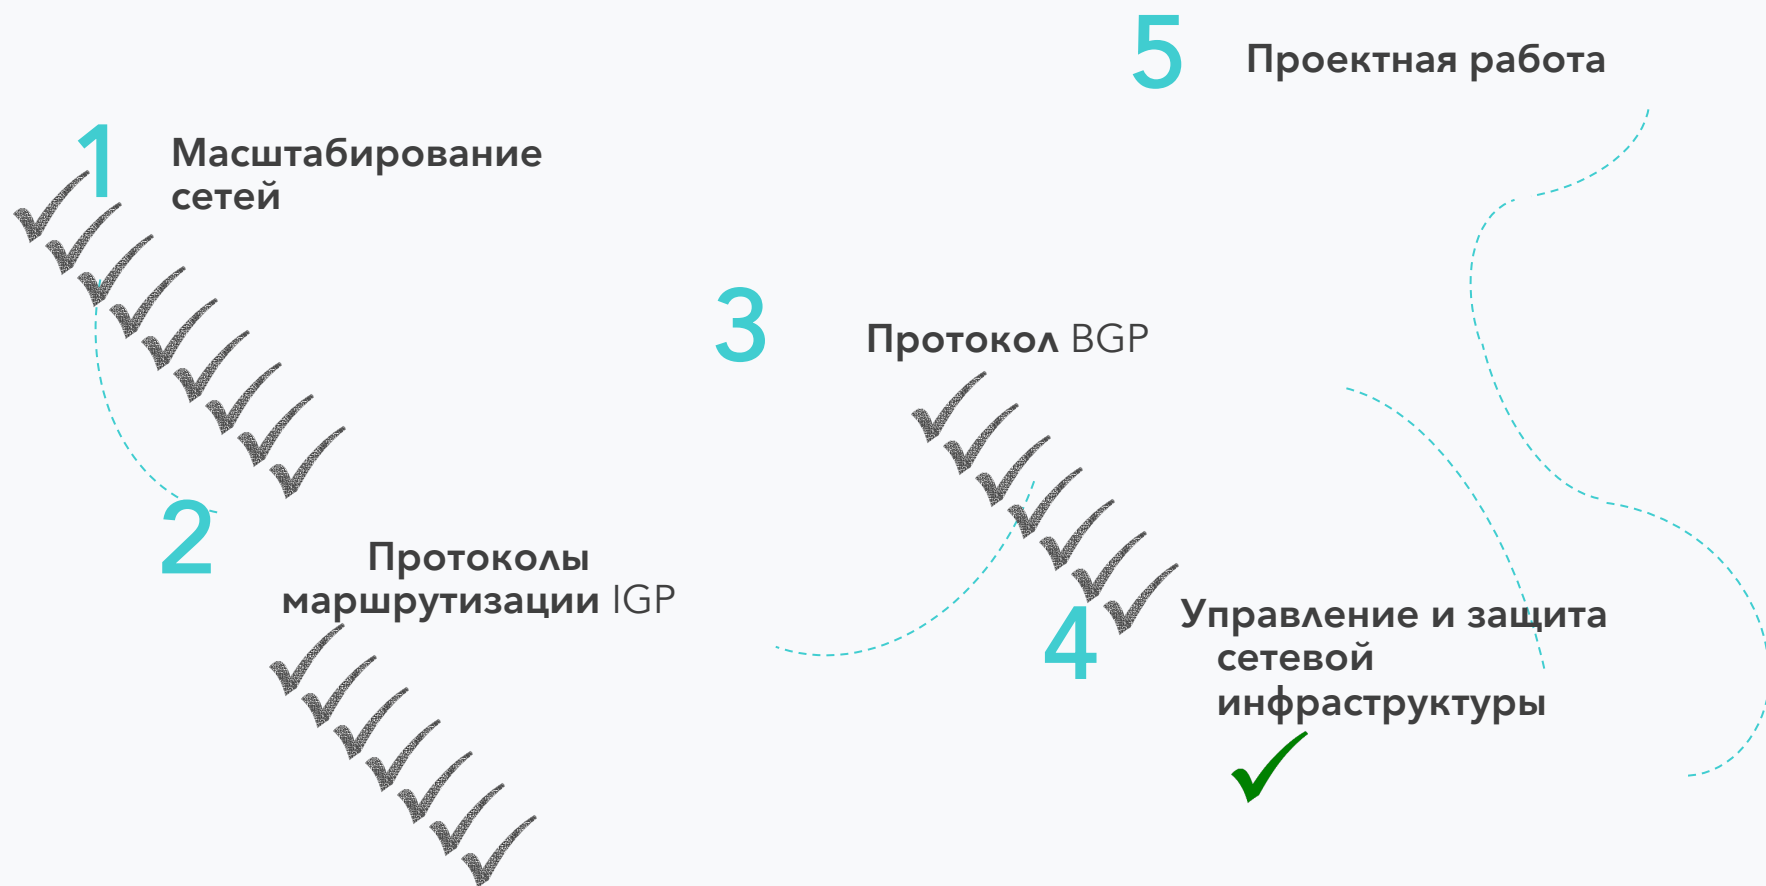 1
Масштабирование
сетей
2
Протоколы
маршрутизации IGP
3
Протокол BGP
4
Управление и защита
сетевой
инфраструктуры
5
Проектная работа